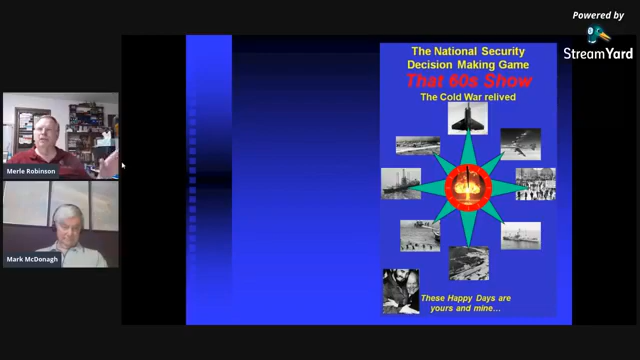 Powered by
StreamYard
The National Security
Decision Making Game
That 60s Show
The Cold War relived
Merle Robinson
Mark McDonagh
These Happy Days are
yours and mine...